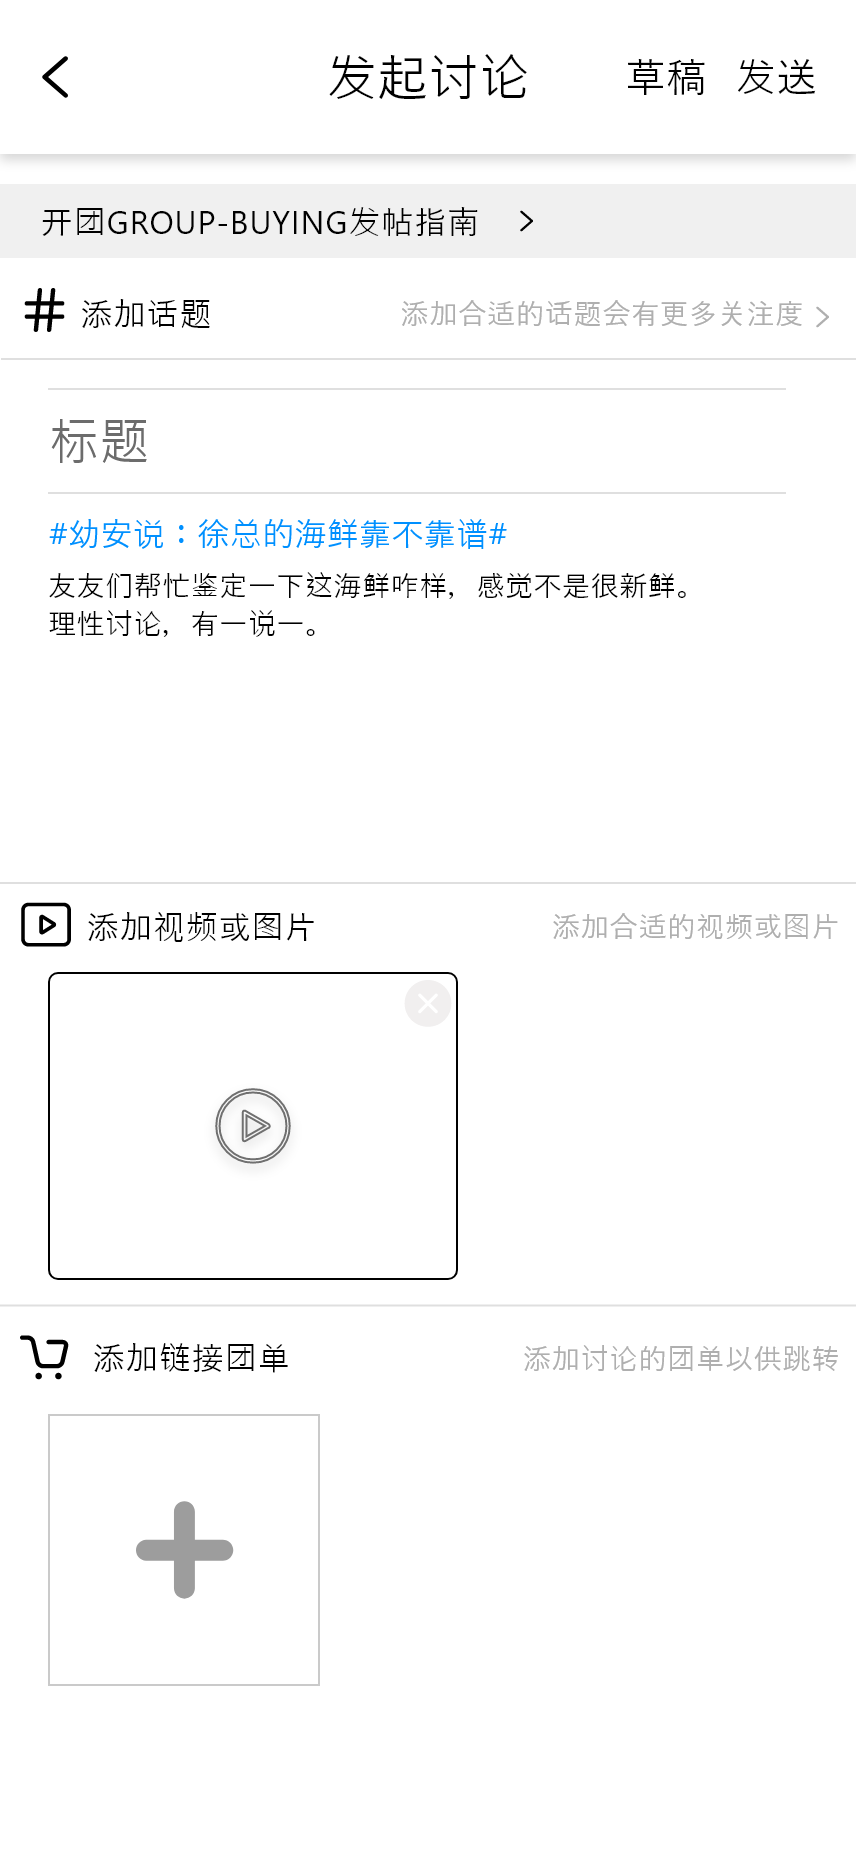 发起讨论 草稿 发送
开团GROUP-BUYING发帖指南
添加话题 添加合适的话题会有更多关注度
标题
#幼安说：徐总的海鲜靠不靠谱#
友友们帮忙鉴定一下这海鲜咋样，感觉不是很新鲜。
理性讨论，有一说一。
添加视频或图片 添加合适的视频或图片
添加链接团单 添加讨论的团单以供跳转